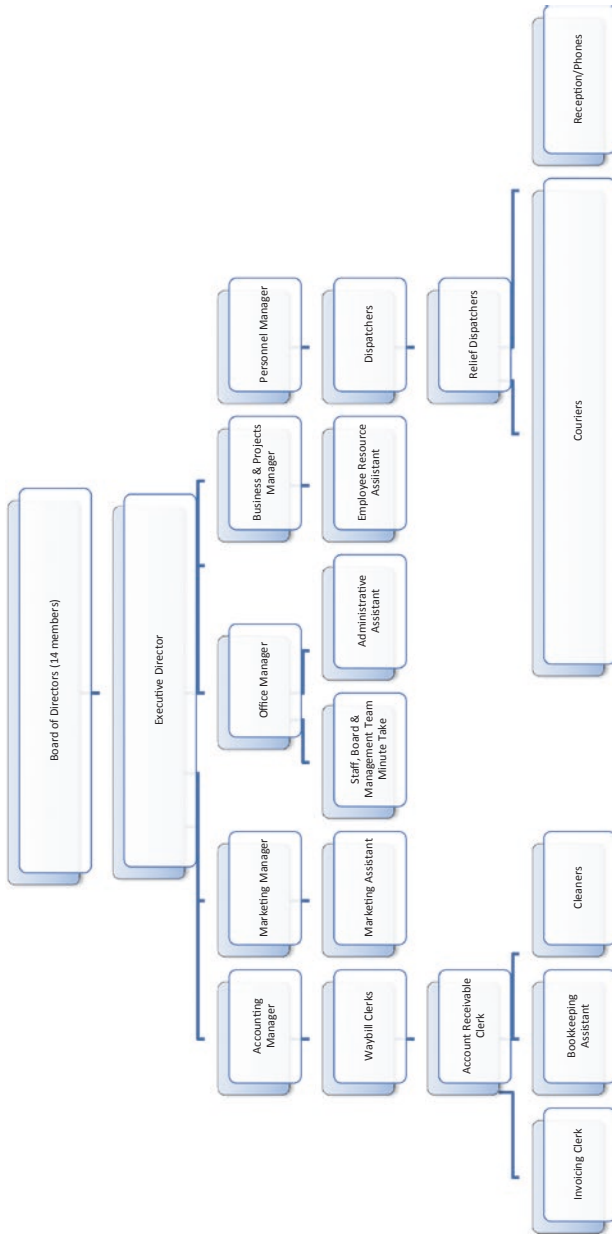 Board of Directors (14 members)
Executive Director
Accounting
Manager
Marketing Manager
Office Manager
Business & Projects
Manager
Personnel Manager
Waybill Clerks
Marketing Assistant
Staff, Board &
Management Team
Minute Take
Administrative
Assistant
Employee Resource
Assiistant
Dispatchers
Account Receivable
Clerk
Relief Dispatchers
Invoicing Clerk
Bookkeeping
Assistant
Cleaners
Couriers
Reception/Phones